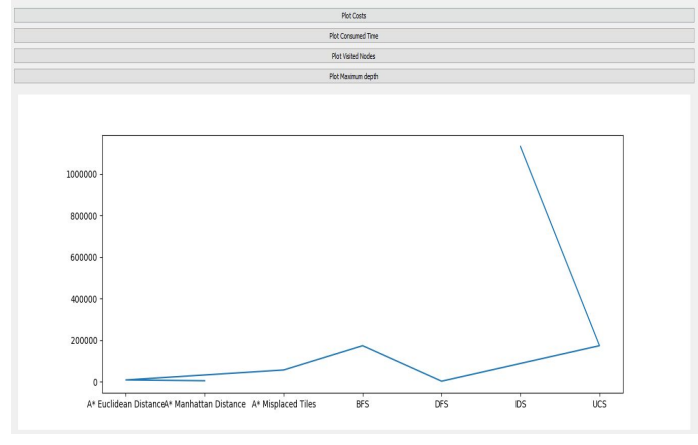 Plot Costs
Plot Consumed Time
Plot Visited Nodes
Plot Maximum depth
1000000
800000
600000
400000
200000
0
A* Euclidean Distance A* Manhattan Distance A* Misplaced Tiles BFS DFS IDS UCS